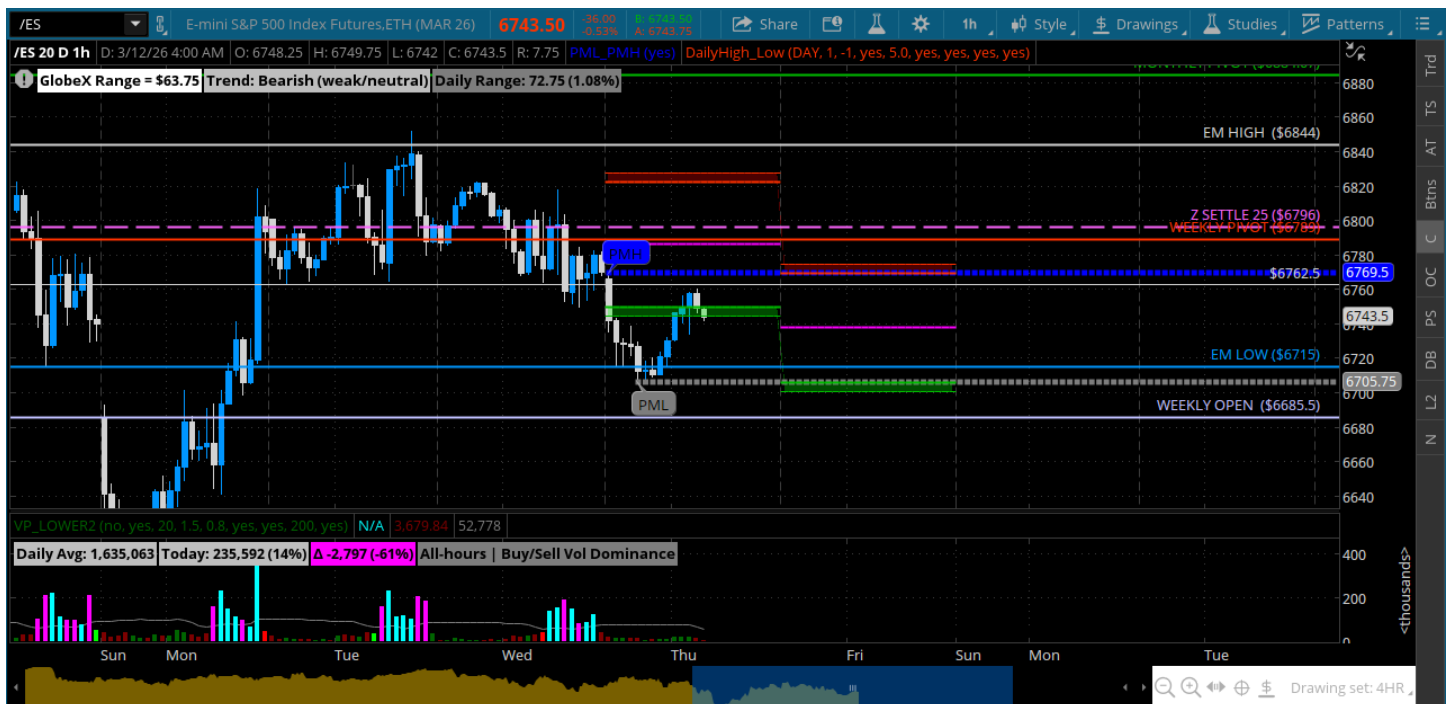 /ES E-mini S&P 500 Index Futures,ETH (MAR 26) 6743.50 -36.00 -0.53% B: 6743.50 A: 6743.75 Share 1h Style Drawings Studies Patterns
/ES 20 D 1h D: 3/12/26 4:00 AM O: 6748.25 H: 6749.75 L: 6742 C: 6743.5 R: 7.75 PML_PMH (yes) DailyHigh_Low (DAY, 1, -1, yes, 5.0, yes, yes, yes, yes)
GlobeX Range = $63.75 Trend: Bearish (weak/neutral) Daily Range: 72.75 (1.08%)
6880
6860
EM HIGH ($6844)
6840
6820
Z SETTLE 25 ($6796)
6800
WEEKLY PIVOT ($6789)
PMH
6780
$6762.5
6769.5
6760
6743.5
6740
EM LOW ($6715)
6720
6705.75
6700
PML
WEEKLY OPEN ($6685.5)
6680
6660
6640
VP_LOWER2 (no, yes, 20, 1.5, 0.8, yes, yes, 200, yes) N/A 3,679.84 52,778
Daily Avg: 1,635,063 Today: 235,592 (14%) Δ -2,797 (-61%) All-hours | Buy/Sell Vol Dominance
400
200
0
<thousands>
Sun Mon Tue Wed Thu Fri Sun Mon Tue
Drawing set: 4HR
Trd
TS
AT
Btns
C
OC
PS
DB
L2
N